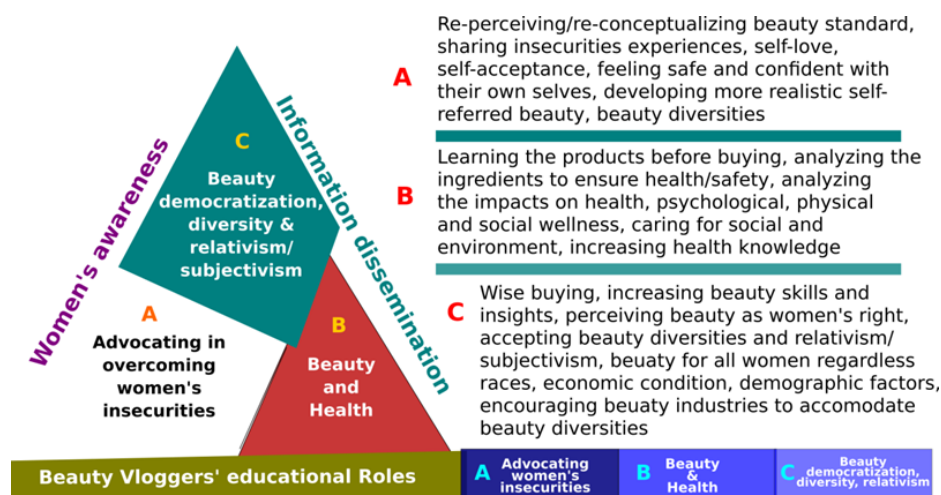 Women's awareness
Information dissemination
C
Beauty
democratization,
diversity &
relativism/
subjectivism
A
Advocating in
overcoming
women's
insecurities
B
Beauty
and
Health
A
Re-perceiving/re-conceptualizing beauty standard,
sharing insecurities experiences, self-love,
self-acceptance, feeling safe and confident with
their own selves, developing more realistic self-
referred beauty, beauty diversities
B
Learning the products before buying, analyzing the
ingredients to ensure health/safety, analyzing
the impacts on health, psychological, physical
and social wellness, caring for social and
environment, increasing health knowledge
C
Wise buying, increasing beauty skills and
insights, perceiving beauty as women's right,
accepting beauty diversities and relativism/
subjectivism, beuaty for all women regardless
races, economic condition, demographic factors,
encouraging beuaty industries to accomodate
beauty diversities
Beauty Vloggers' educational Roles
A
Advocating
women's
insecurities
B
Beauty
&
Health
C
Beauty
democratization,
diversity, relativism